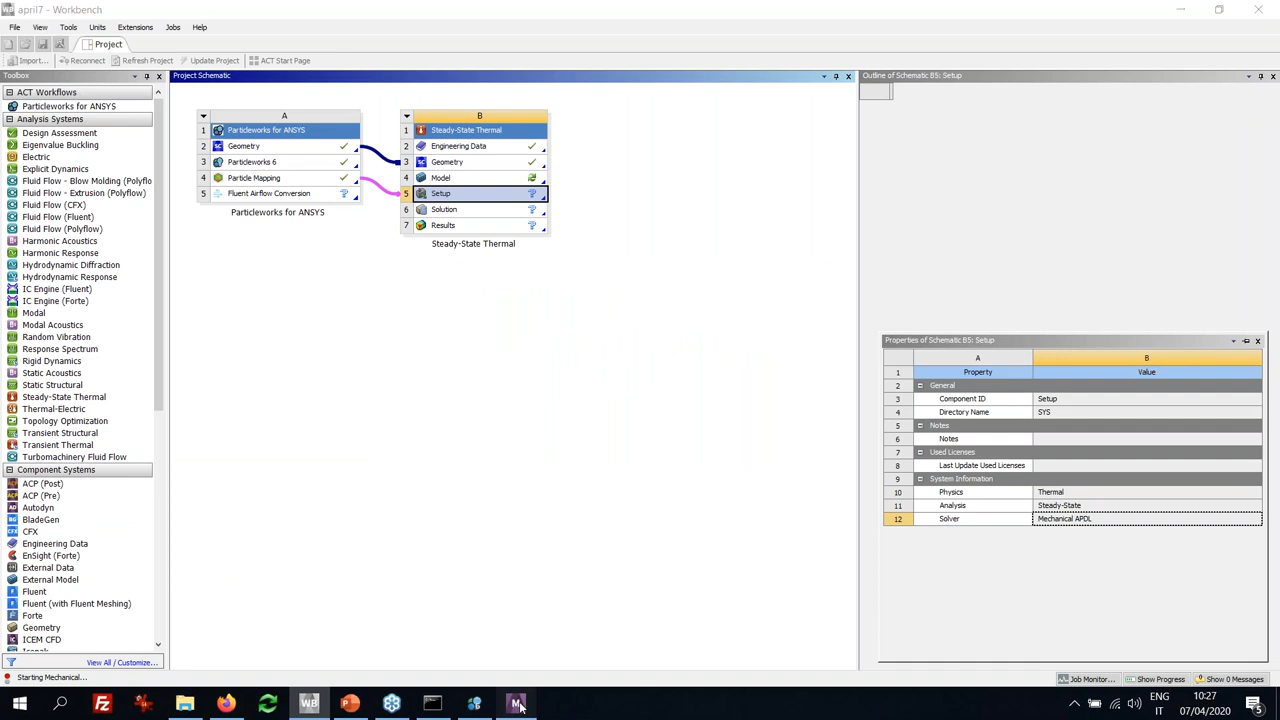 april7 - Workbench
File View Tools Units Extensions Jobs Help
Project
Import... Reconnect Refresh Project Update Project ACT Start Page
Toolbox
ACT Workflows
Particleworks for ANSYS
Analysis Systems
Design Assessment
Eigenvalue Buckling
Electric
Explicit Dynamics
Fluid Flow - Blow Molding (Polyflo
Fluid Flow - Extrusion (Polyflow)
Fluid Flow (CFX)
Fluid Flow (Fluent)
Fluid Flow (Polyflow)
Harmonic Acoustics
Harmonic Response
Hydrodynamic Diffraction
Hydrodynamic Response
IC Engine (Fluent)
IC Engine (Forte)
Modal
Modal Acoustics
Random Vibration
Response Spectrum
Rigid Dynamics
Static Acoustics
Static Structural
Steady-State Thermal
Thermal-Electric
Topology Optimization
Transient Structural
Transient Thermal
Turbomachinery Fluid Flow
Component Systems
ACP (Post)
ACP (Pre)
Autodyn
BladeGen
CFX
Engineering Data
EnSight (Forte)
External Data
External Model
Fluent
Fluent (with Fluent Meshing)
Forte
Geometry
ICEM CFD
View All / Customize...
Project Schematic
A
1 Particleworks for ANSYS
2 Geometry
3 Particleworks 6
4 Particle Mapping
5 Fluent Airflow Conversion
Particleworks for ANSYS
B
1 Steady-State Thermal
2 Engineering Data
3 Geometry
4 Model
5 Setup
6 Solution
7 Results
Steady-State Thermal
Outline of Schematic B5: Setup
Properties of Schematic B5: Setup
A B
1 Property Value
2 General
3 Component ID Setup
4 Directory Name SYS
5 Notes
6 Notes
7 Used Licenses
8 Last Update Used Licenses
9 System Information
10 Physics Thermal
11 Analysis Steady-State
12 Solver Mechanical APDL
Starting Mechanical...
Job Monitor... Show Progress Show 0 Messages
ENG
IT
10:27
07/04/2020
5